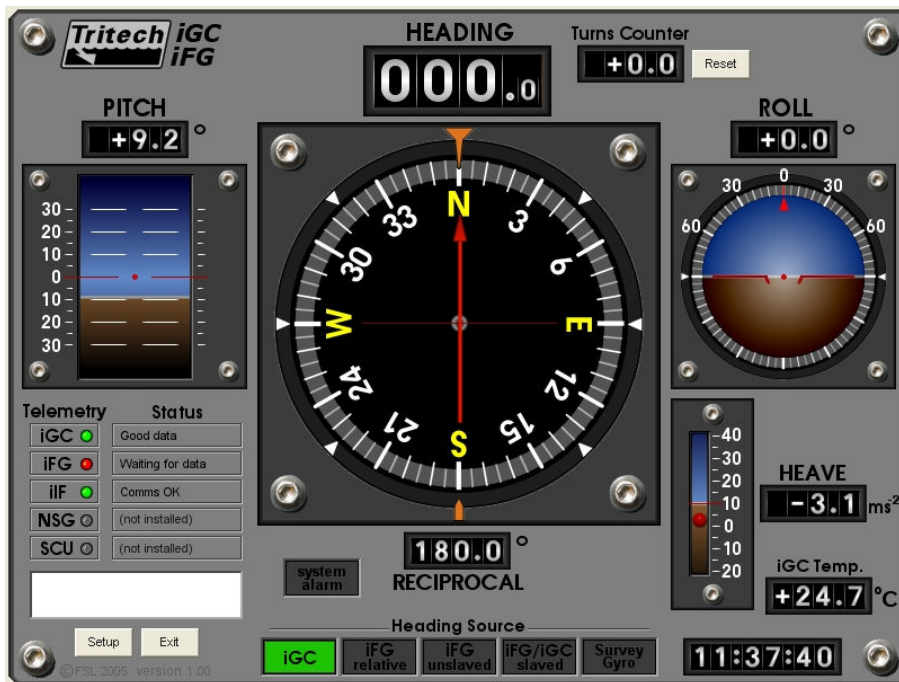 Tritech iGC
iFG
HEADING
000.0
Turns Counter
+0.0
Reset
PITCH
+9.2°
30
20
10
0
10
20
30
N
3
6
E
12
15
S
21
24
W
30
33
ROLL
+0.0°
60 30 0 30 60
Telemetry Status
iGC Good data
iFG Waiting for data
iIF Comms OK
NSG (not installed)
SCU (not installed)
Setup Exit
©FSL 2005 version 1.00
system
alarm
180.0°
RECIPROCAL
Heading Source
iGC
iFG
relative
iFG
unslaved
iFG/iGC
slaved
Survey
Gyro
40
30
20
10
0
10
20
HEAVE
-3.1 ms-2
iGC Temp.
+24.7 °C
11:37:40